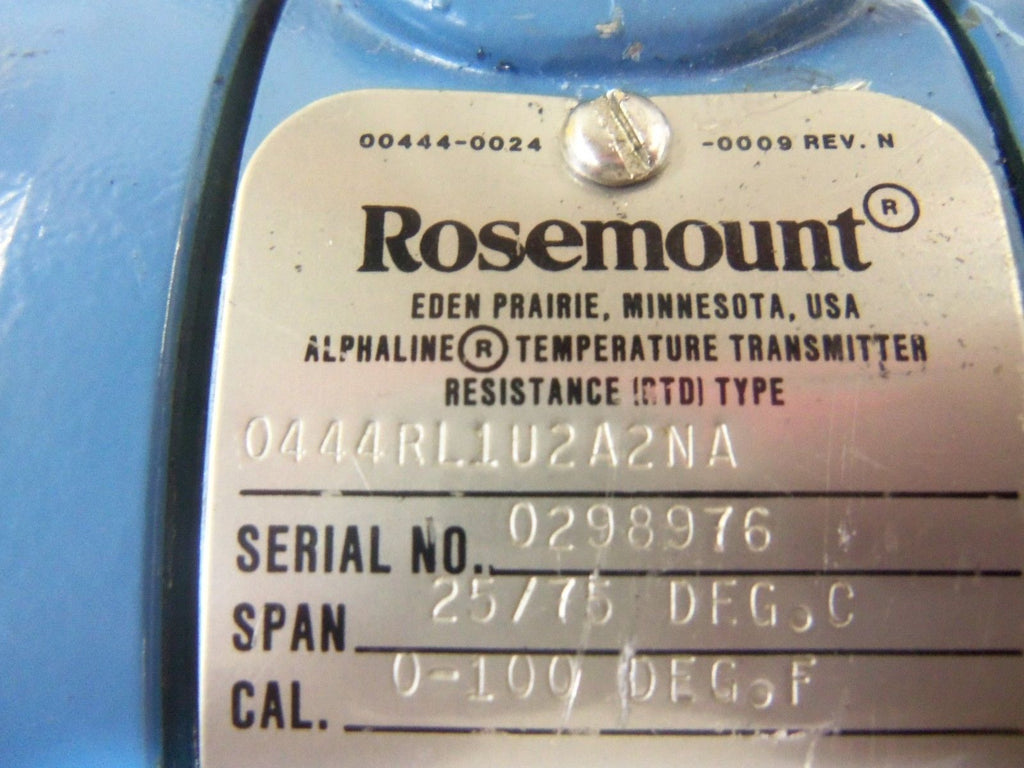 00444-0024 -0009 REV. N
Rosemount®
EDEN PRAIRIE, MINNESOTA, USA
ALPHALINE® TEMPERATURE TRANSMITTER
RESISTANCE (RTD) TYPE
0444RL1U2A2NA
SERIAL NO. 0298976
SPAN 25/75 DEG.C
CAL. 0-100 DEG.F